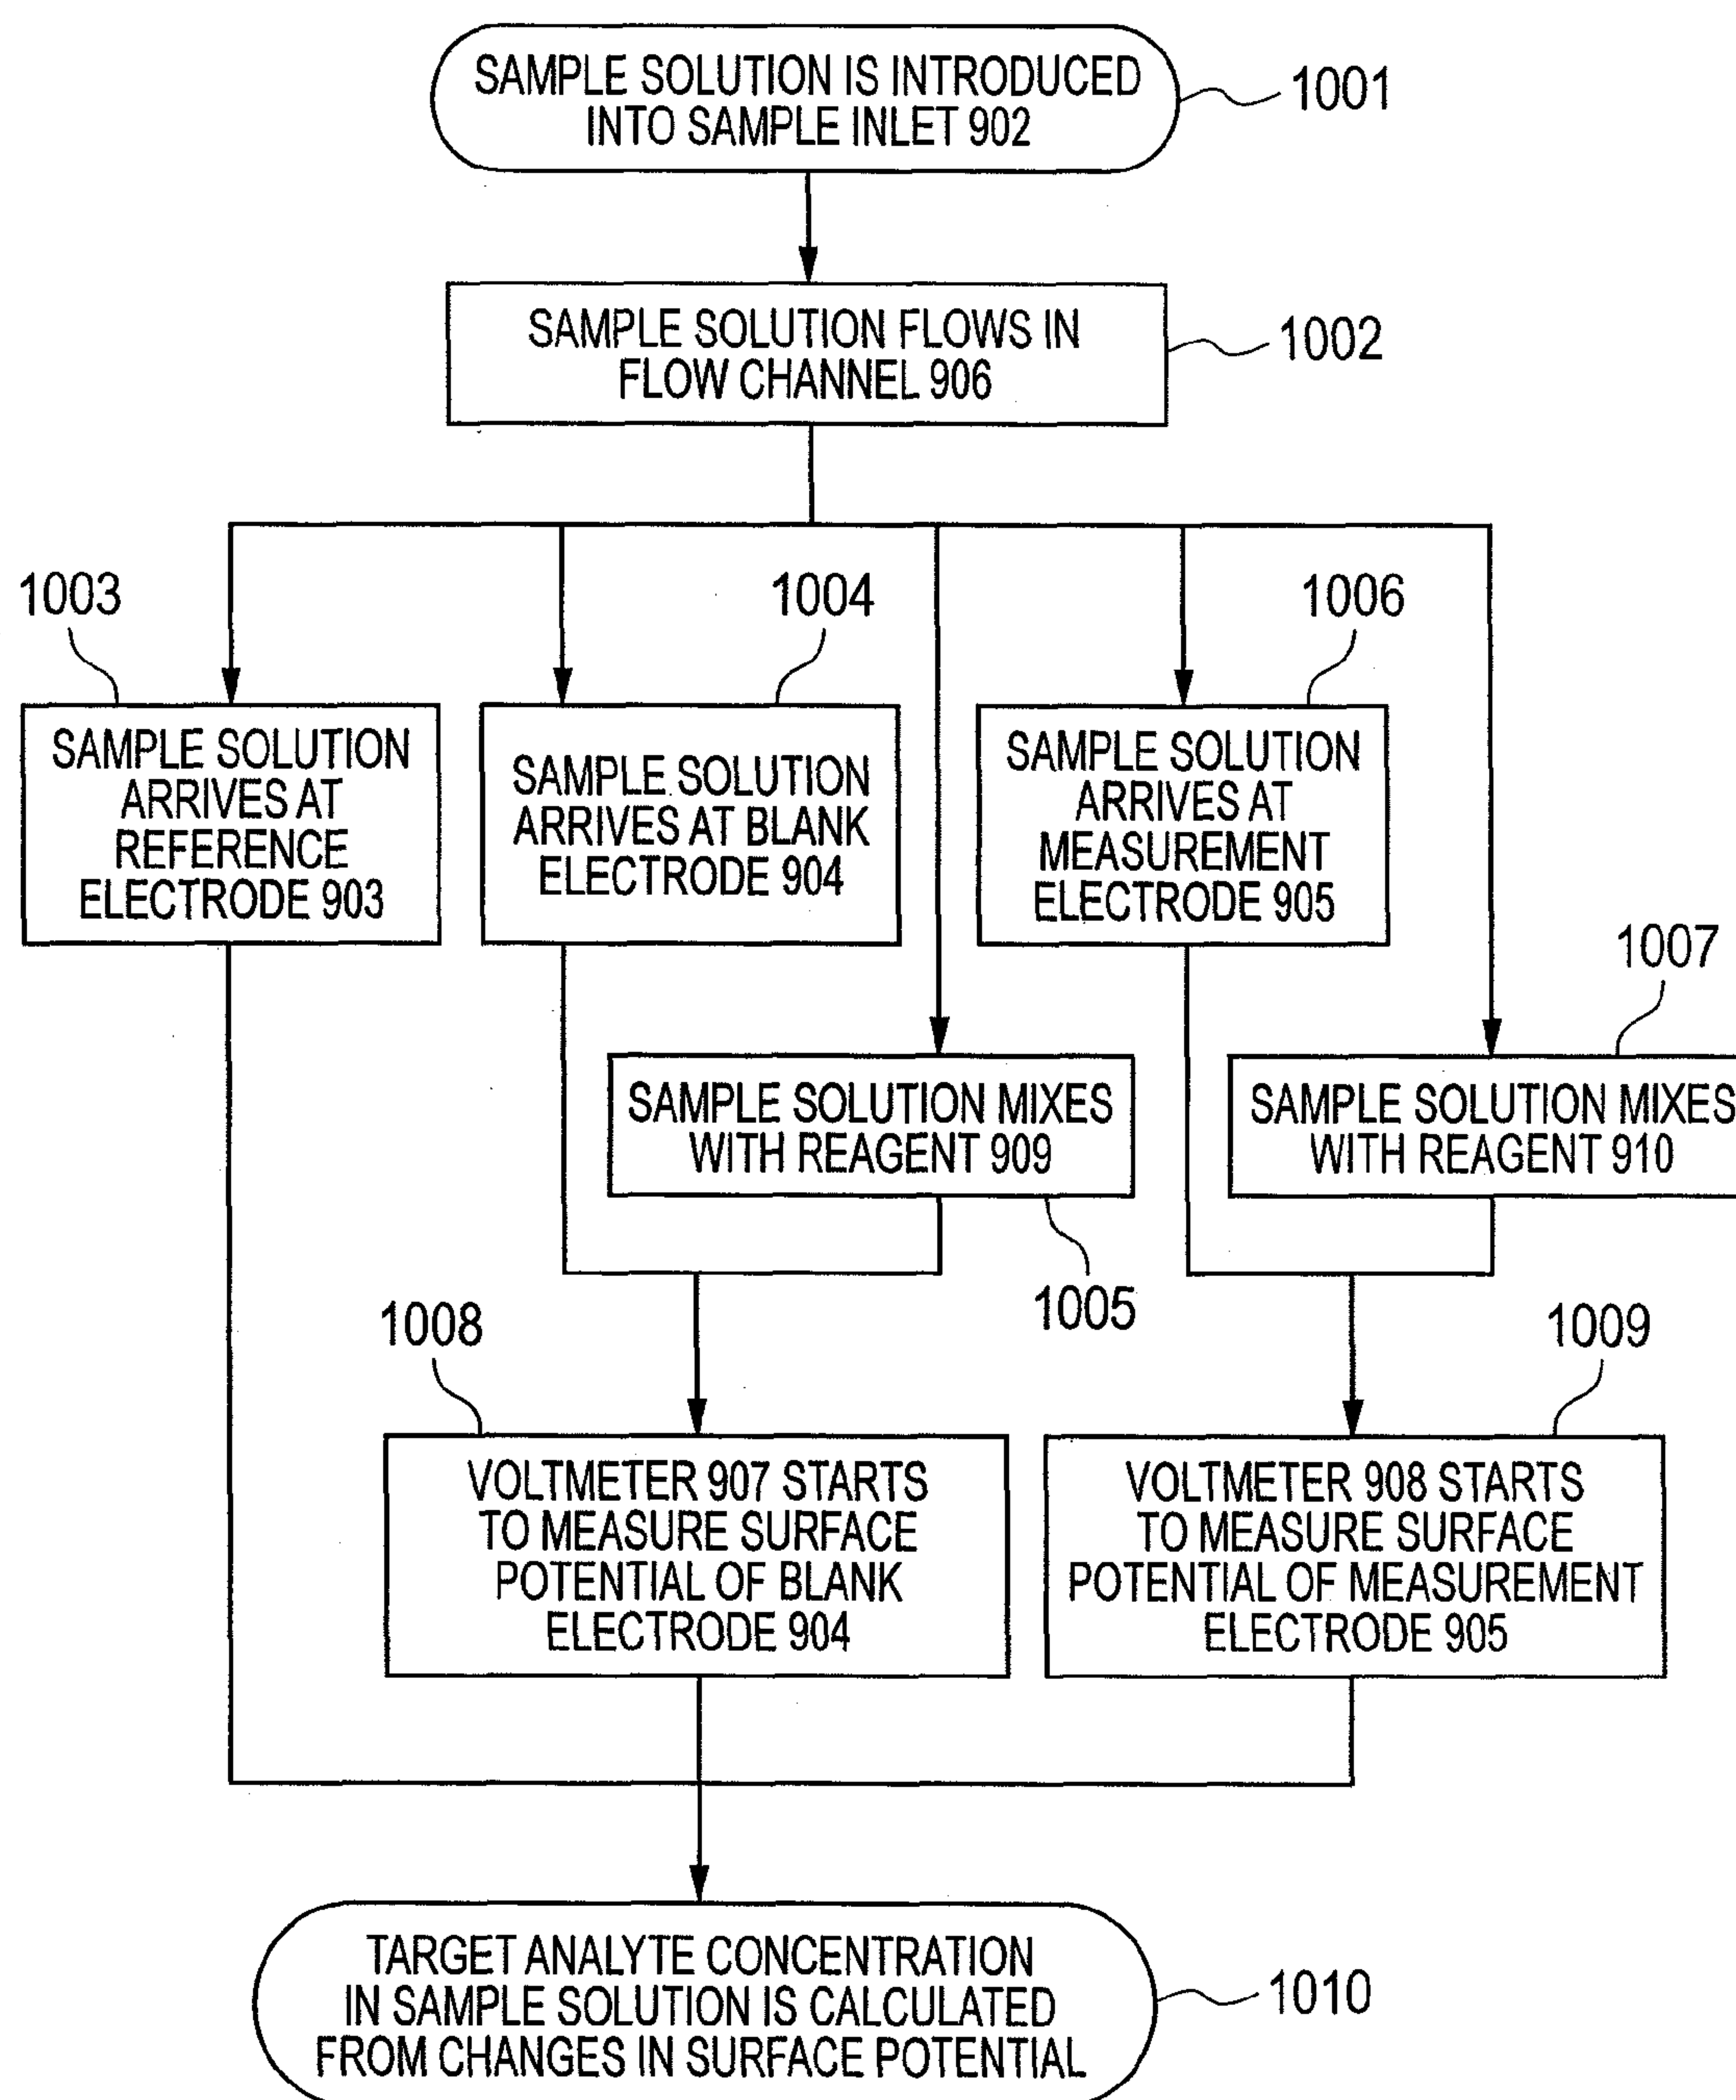 SAMPLE SOLUTION IS INTRODUCED
INTO SAMPLE INLET 902
1001
SAMPLE SOLUTION FLOWS IN
FLOW CHANNEL 906
1002
1003
1004
1006
SAMPLE SOLUTION
ARRIVES AT
REFERENCE
ELECTRODE 903
SAMPLE SOLUTION
ARRIVES AT BLANK
ELECTRODE 904
SAMPLE SOLUTION
ARRIVES AT
MEASUREMENT
ELECTRODE 905
1007
SAMPLE SOLUTION MIXES
WITH REAGENT 909
SAMPLE SOLUTION MIXES
WITH REAGENT 910
1005
1008
1009
VOLTMETER 907 STARTS
TO MEASURE SURFACE
POTENTIAL OF BLANK
ELECTRODE 904
VOLTMETER 908 STARTS
TO MEASURE SURFACE
POTENTIAL OF MEASUREMENT
ELECTRODE 905
TARGET ANALYTE CONCENTRATION
IN SAMPLE SOLUTION IS CALCULATED
FROM CHANGES IN SURFACE POTENTIAL
1010